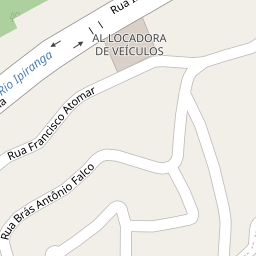 Rua
Rio Ipiranga
AL LOCADORA
DE VEÍCULOS
Rua Francisco Atomar
Rua Brás Antônio Falco